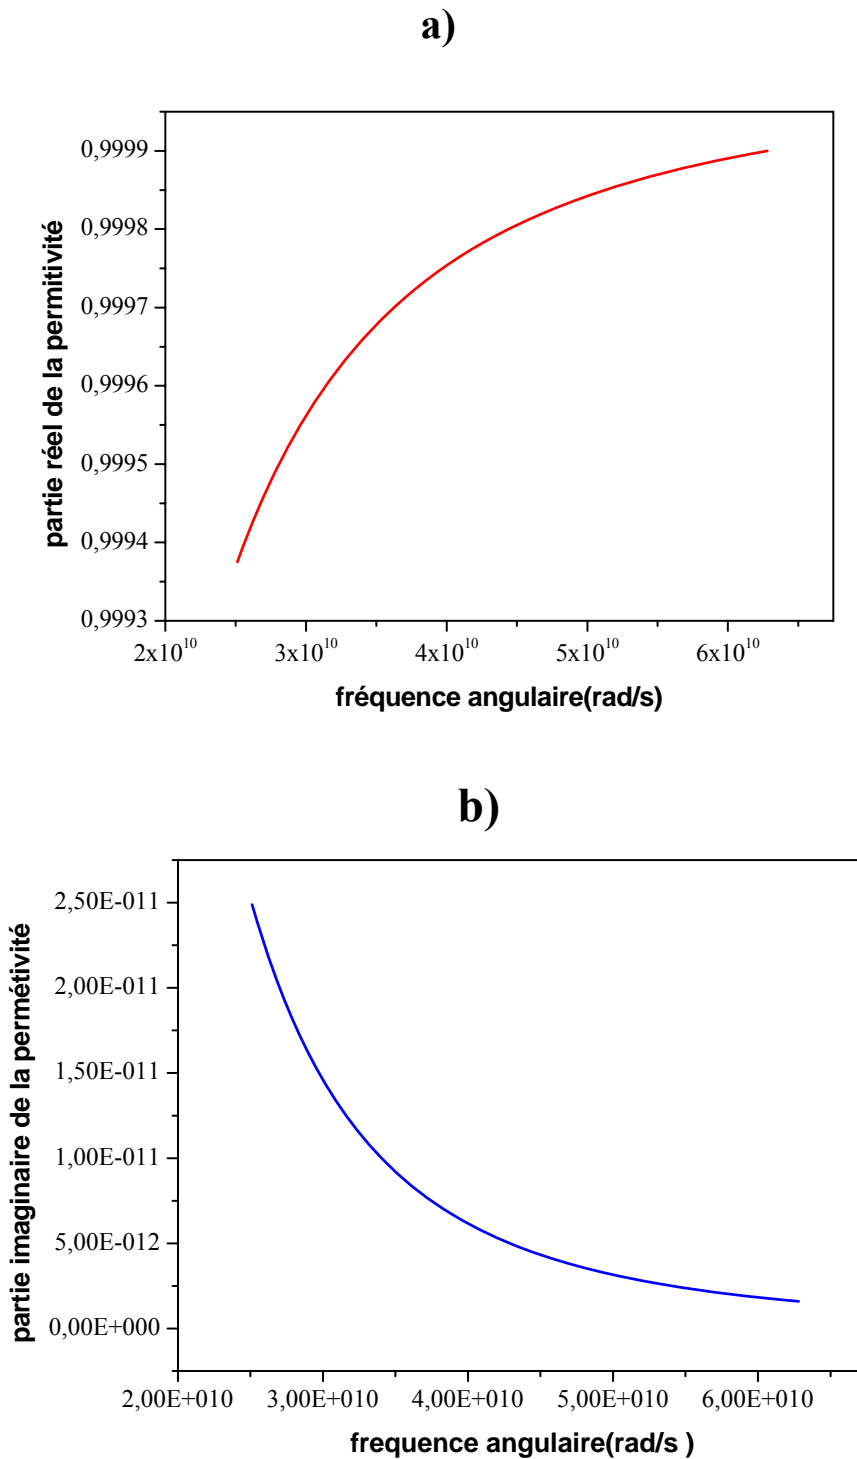 a)
0,9999
0,9998
0,9997
0,9996
0,9995
0,9994
0,9993
partie réel de la permitivité
2x10^10 3x10^10 4x10^10 5x10^10 6x10^10
fréquence angulaire(rad/s)
b)
2,50E-011
2,00E-011
1,50E-011
1,00E-011
5,00E-012
0,00E+000
partie imaginaire de la permétivité
2,00E+010 3,00E+010 4,00E+010 5,00E+010 6,00E+010
frequence angulaire(rad/s )